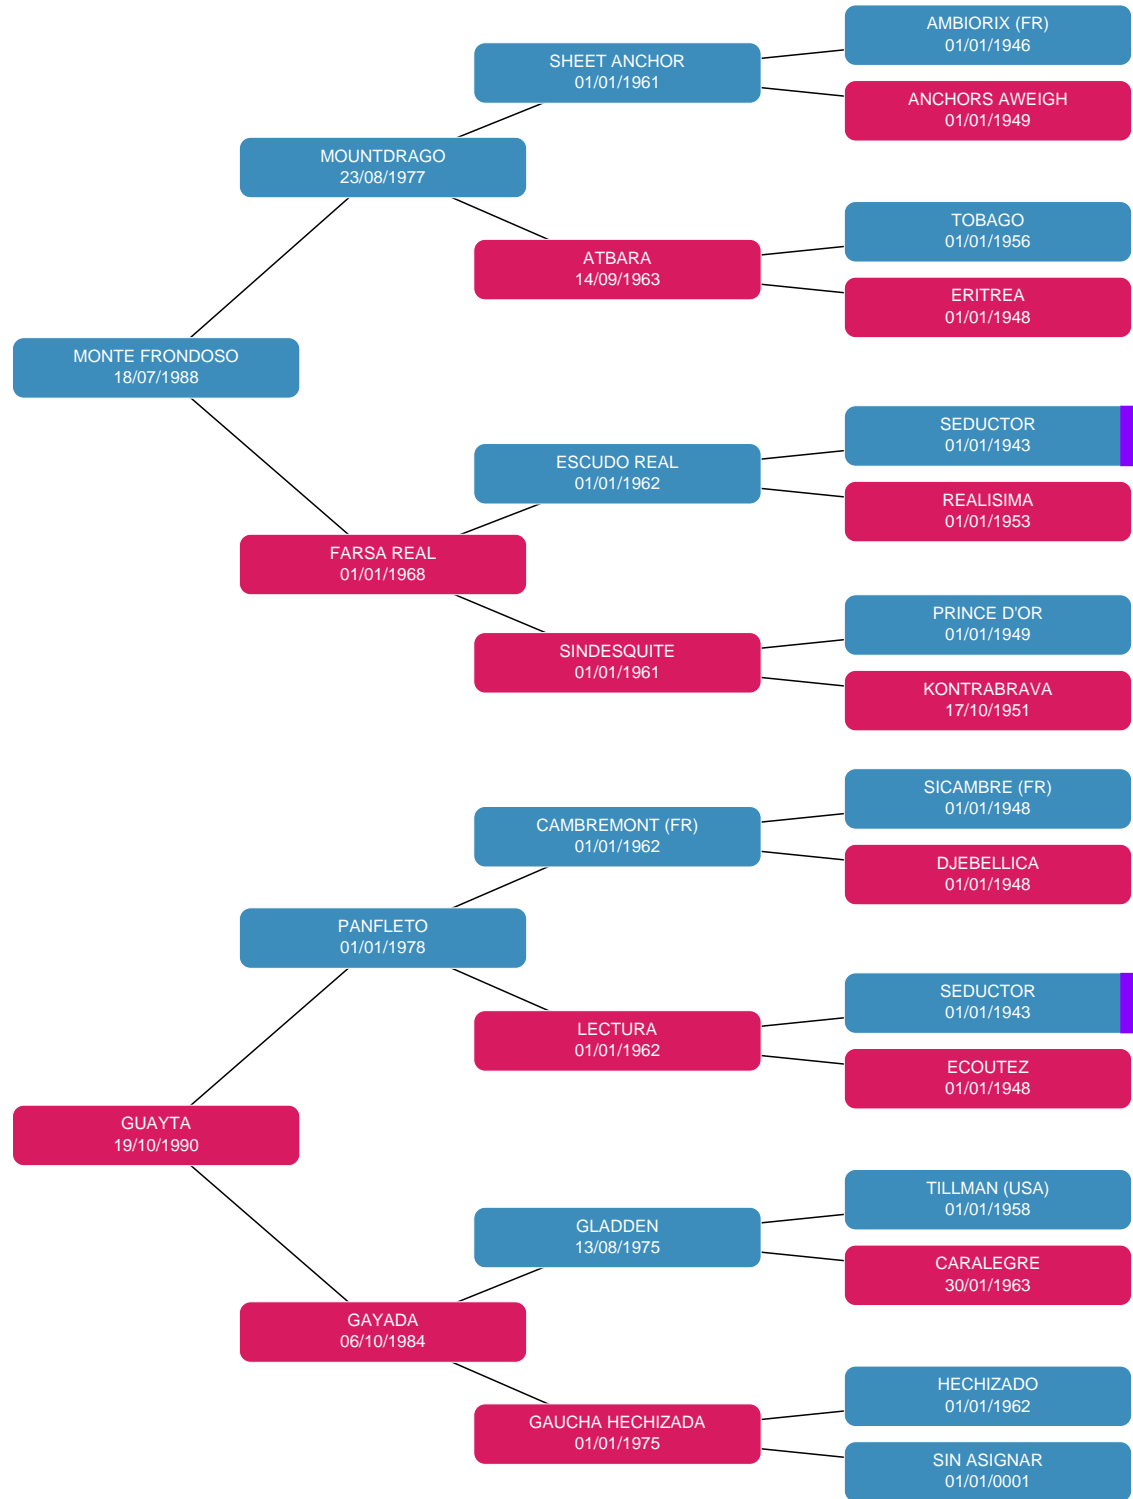 AMBIORIX (FR)
01/01/1946
SHEET ANCHOR
01/01/1961
ANCHORS AWEIGH
01/01/1949
MOUNTDRAGO
23/08/1977
TOBAGO
01/01/1956
ATBARA
14/09/1963
ERITREA
01/01/1948
MONTE FRONDOSO
18/07/1988
SEDUCTOR
01/01/1943
ESCUDO REAL
01/01/1962
REALISIMA
01/01/1953
FARSA REAL
01/01/1968
PRINCE D'OR
01/01/1949
SINDESQUITE
01/01/1961
KONTRABRAVA
17/10/1951
SICAMBRE (FR)
01/01/1948
CAMBREMONT (FR)
01/01/1962
DJEBELLICA
01/01/1948
PANFLETO
01/01/1978
SEDUCTOR
01/01/1943
LECTURA
01/01/1962
ECOUTEZ
01/01/1948
GUAYTA
19/10/1990
TILLMAN (USA)
01/01/1958
GLADDEN
13/08/1975
CARALEGRE
30/01/1963
GAYADA
06/10/1984
HECHIZADO
01/01/1962
GAUCHA HECHIZADA
01/01/1975
SIN ASIGNAR
01/01/0001